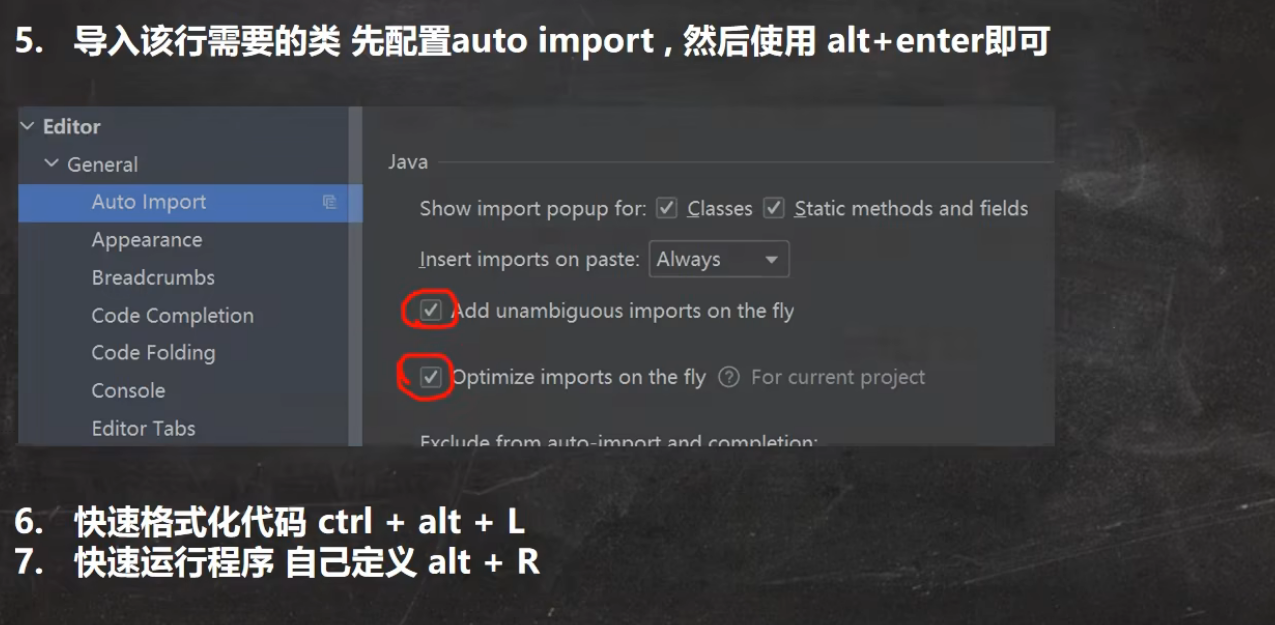 5. 导入该行需要的类 先配置auto import , 然后使用 alt+enter即可
Editor
General
Auto Import
Appearance
Breadcrumbs
Code Completion
Code Folding
Console
Editor Tabs
Java
Show import popup for: Classes Static methods and fields
Insert imports on paste: Always
Add unambiguous imports on the fly
Optimize imports on the fly ? For current project
Exclude from auto-import and completion:
6. 快速格式化代码 ctrl + alt + L
7. 快速运行程序 自己定义 alt + R